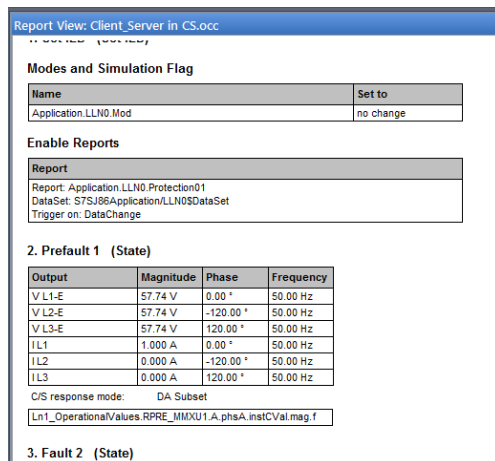 Report View: Client_Server in CS.occ
Modes and Simulation Flag
Name Set to
Application.LLN0.Mod no change
Enable Reports
Report
Report: Application.LLN0.Protection01
DataSet: S7SJ86Application/LLN0$DataSet
Trigger on: DataChange
2. Prefault 1 (State)
Output Magnitude Phase Frequency
V L1-E 57.74 V 0.00 ° 50.00 Hz
V L2-E 57.74 V -120.00 ° 50.00 Hz
V L3-E 57.74 V 120.00 ° 50.00 Hz
I L1 1.000 A 0.00 ° 50.00 Hz
I L2 0.000 A -120.00 ° 50.00 Hz
I L3 0.000 A 120.00 ° 50.00 Hz
C/S response mode: DA Subset
Ln1_OperationalValues.RPRE_MMXU1.A.phsA.instCVal.mag.f
3. Fault 2 (State)